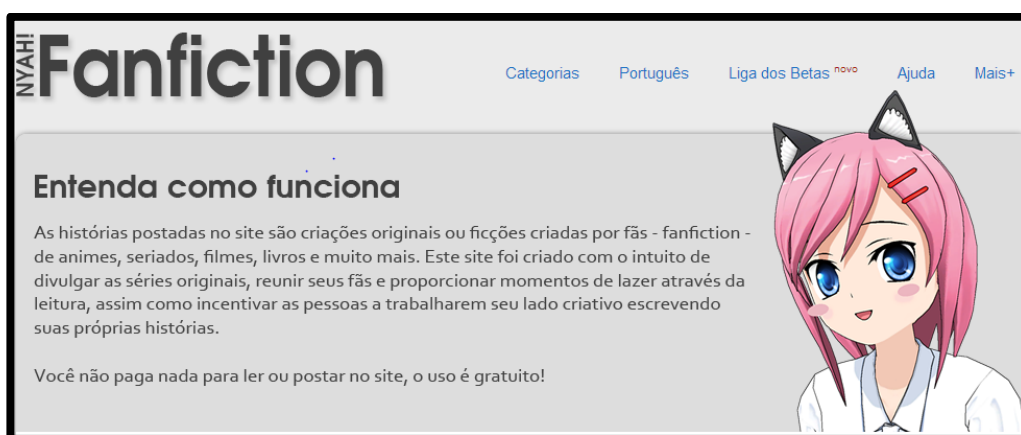 NYAH! Fanfiction
Categorias Português Liga dos Betas novo Ajuda Mais+
Entenda como funciona
As histórias postadas no site são criações originais ou ficções criadas por fãs - fanfiction -
de animes, seriados, filmes, livros e muito mais. Este site foi criado com o intuito de
divulgar as séries originais, reunir seus fãs e proporcionar momentos de lazer através da
leitura, assim como incentivar as pessoas a trabalharem seu lado criativo escrevendo
suas próprias histórias.
Você não paga nada para ler ou postar no site, o uso é gratuito!